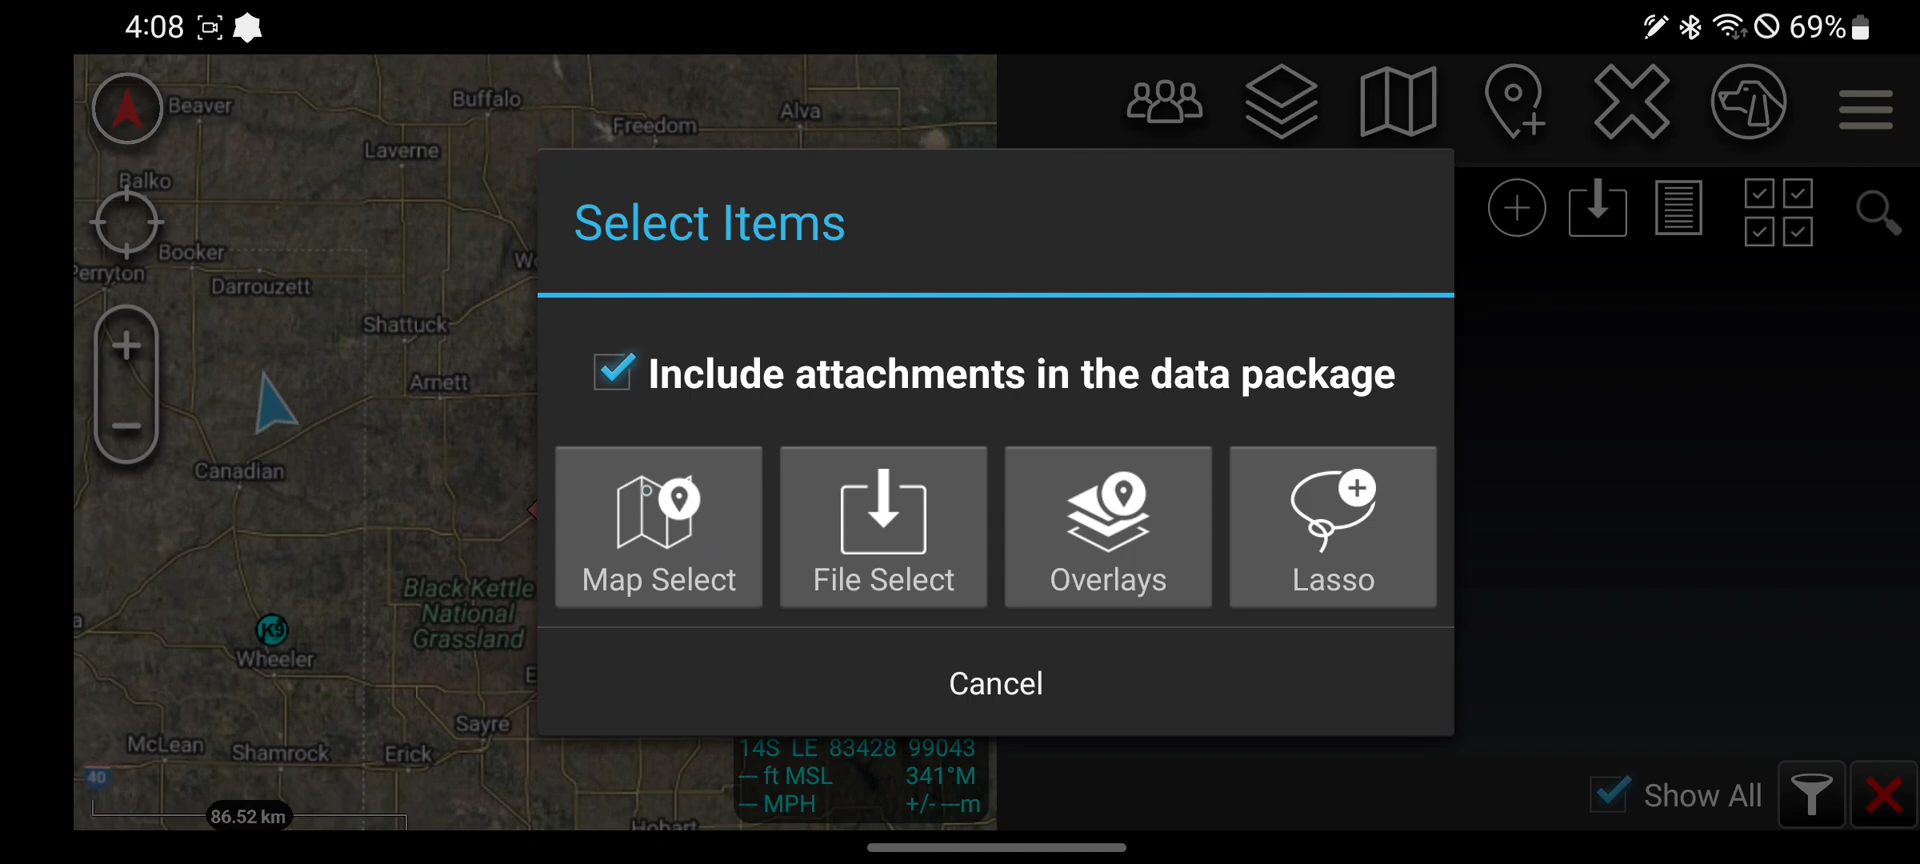 4:08
69%
Beaver
Buffalo
Freedom
Alva
Laverne
Balko
Booker
Perryton
Darrouzett
Shattuck
Arnett
Canadian
Black Kettle
National
Grassland
K9
Wheeler
Sayre
McLean
Shamrock
Erick
40
86.52 km
Hobart
Select Items
Include attachments in the data package
Map Select
File Select
Overlays
Lasso
Cancel
14S LE 83428 99043
--- ft MSL 341°M
--- MPH +/- ---m
Show All